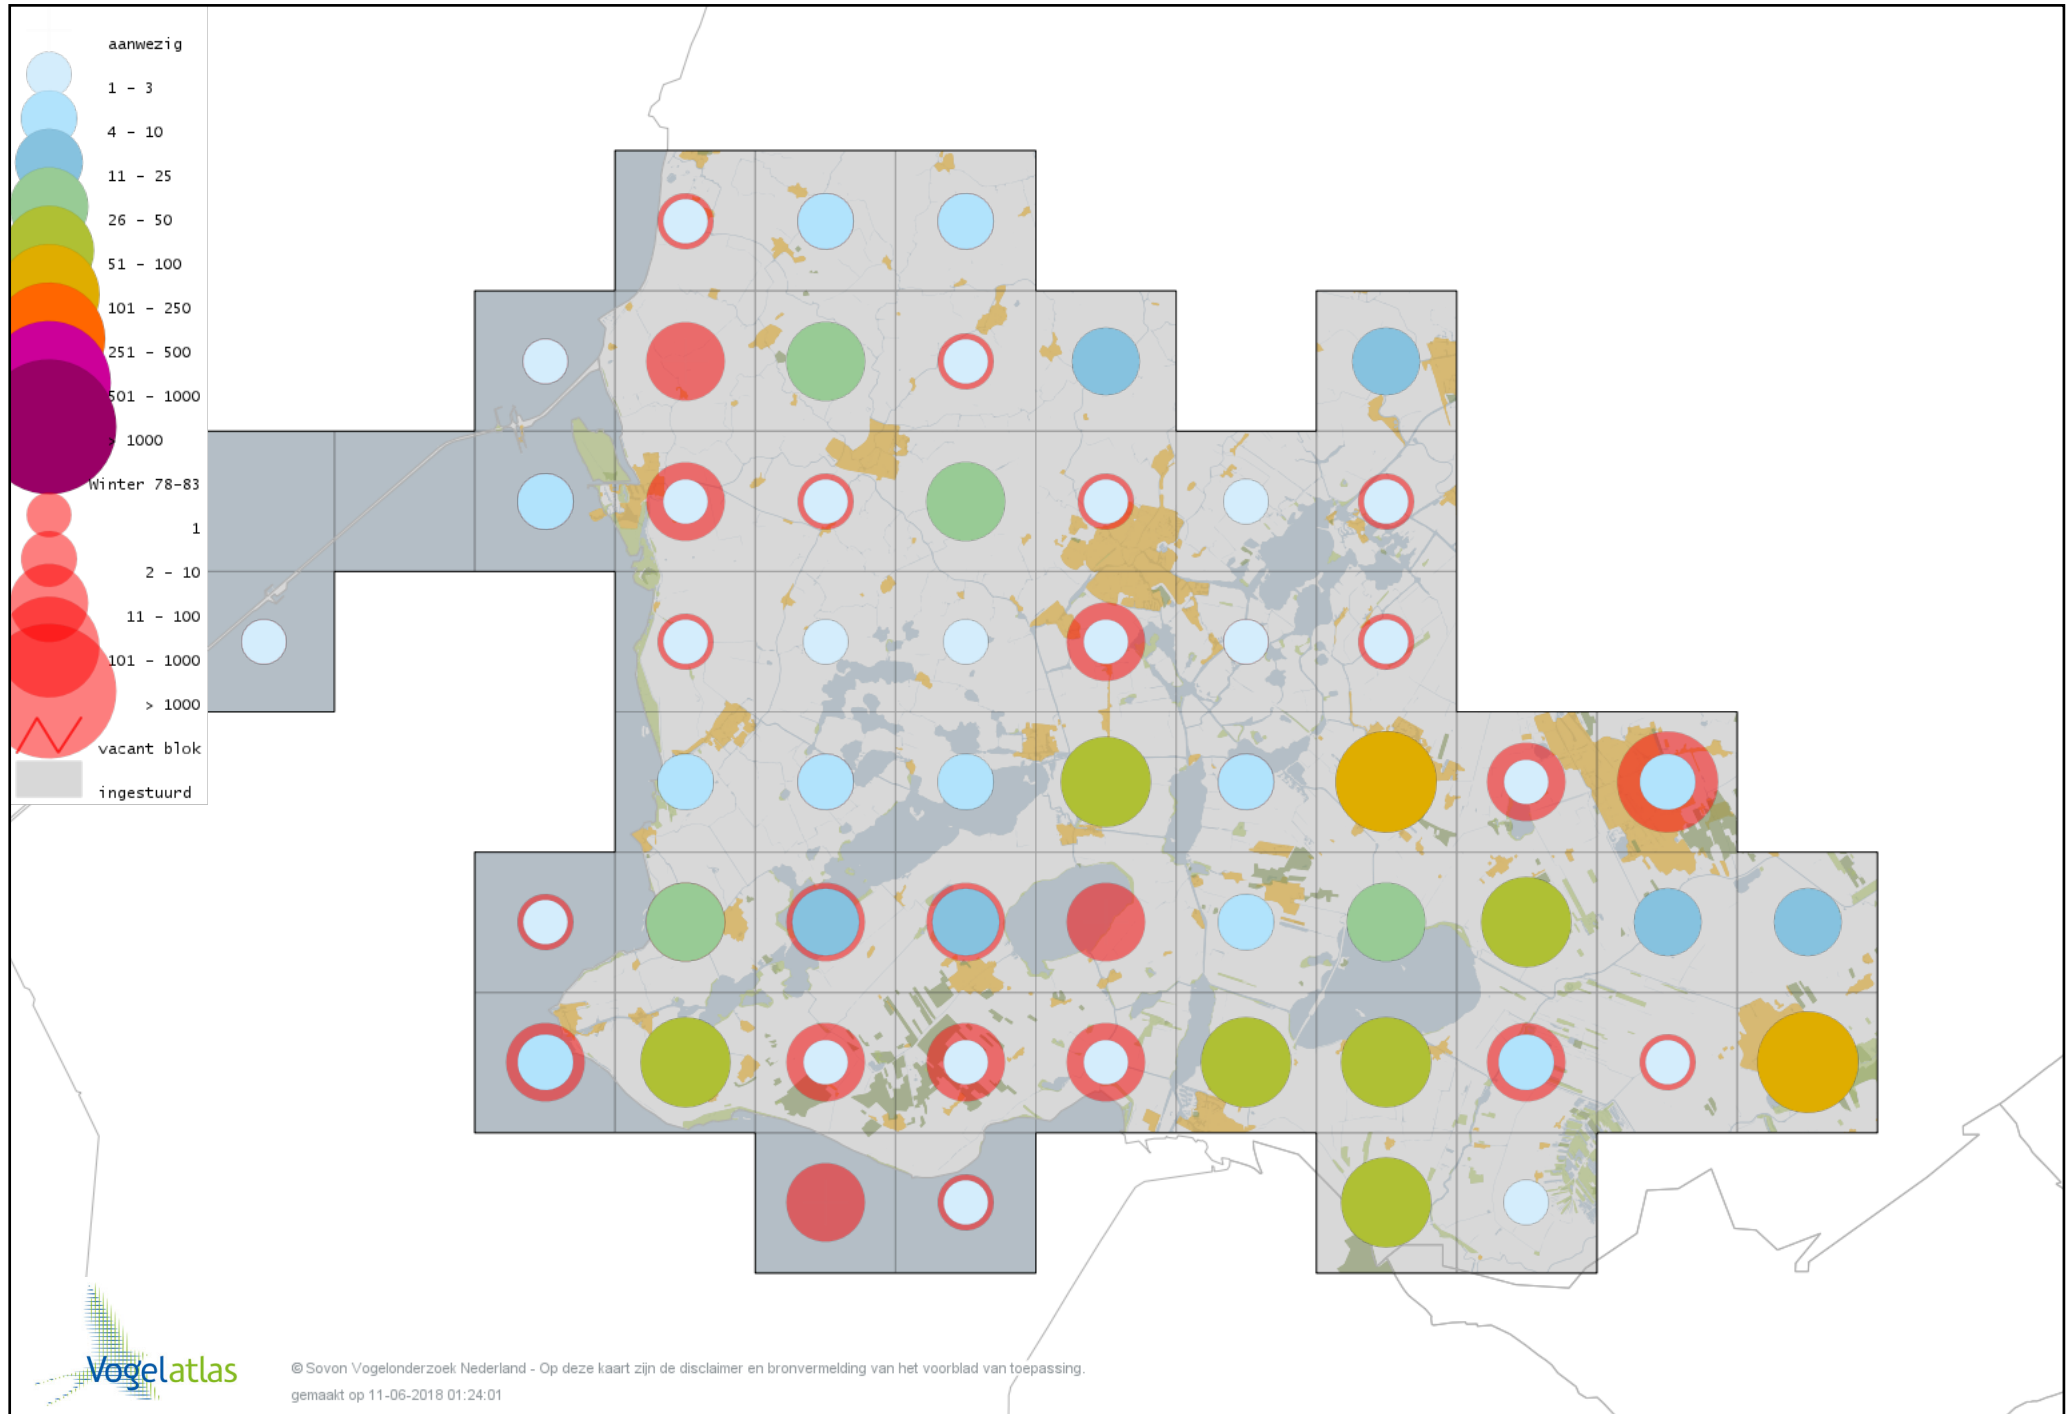 aanwezig
1 - 3
4 - 10
11 - 25
26 - 50
51 - 100
101 - 250
251 - 500
501 - 1000
> 1000
Winter 78-83
1
2 - 10
11 - 100
101 - 1000
> 1000
vacant blok
ingestuurd
Vogelatlas
© Sovon Vogelonderzoek Nederland - Op deze kaart zijn de disclaimer en bronvermelding van het voorblad van toepassing.
gemaakt op 11-06-2018 01:24:01